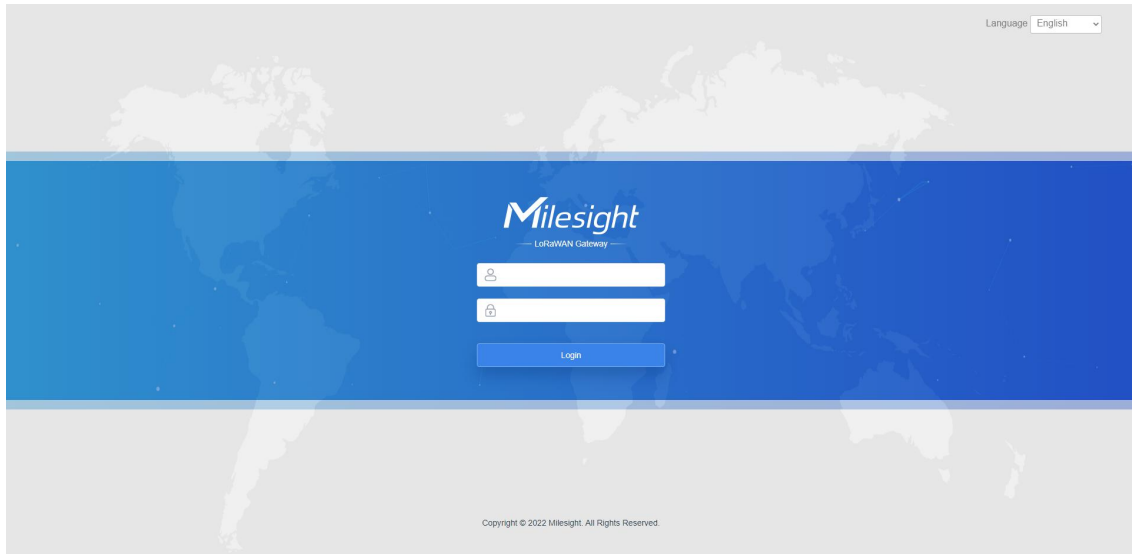 Language English
Milesight
LoRaWAN Gateway
Login
Copyright © 2022 Milesight. All Rights Reserved.